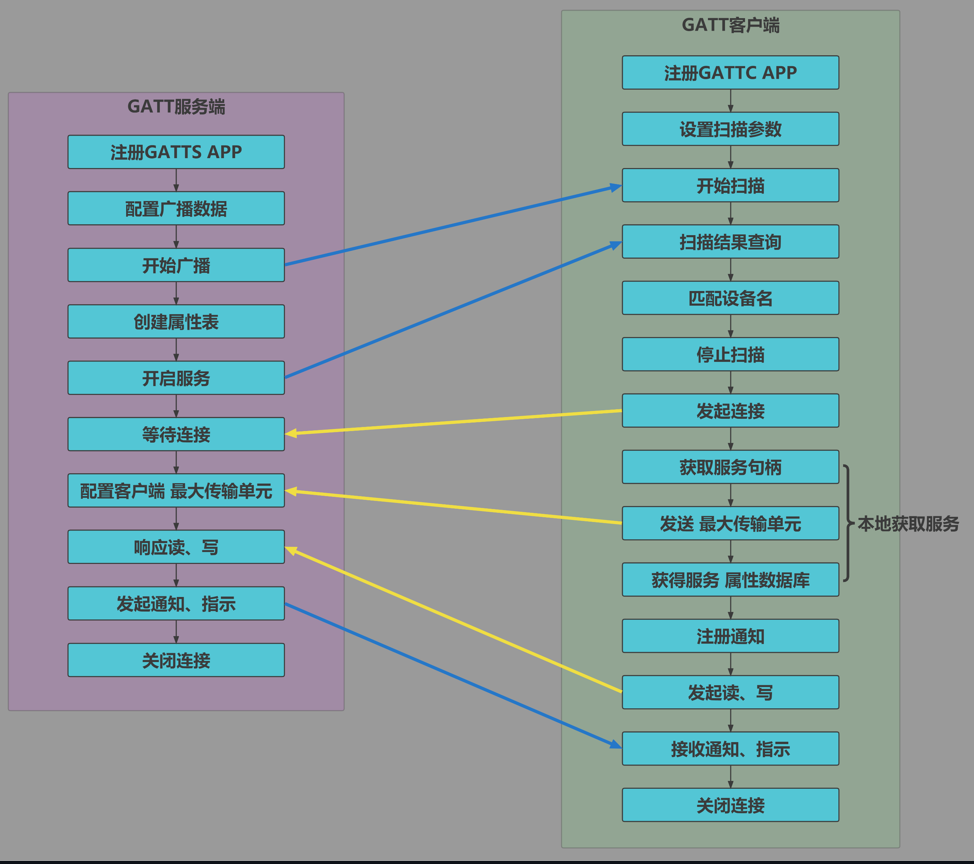 GATT服务端
注册GATTS APP
配置广播数据
开始广播
创建属性表
开启服务
等待连接
配置客户端 最大传输单元
响应读、写
发起通知、指示
关闭连接
GATT客户端
注册GATTC APP
设置扫描参数
开始扫描
扫描结果查询
匹配设备名
停止扫描
发起连接
获取服务句柄
发送 最大传输单元
获得服务 属性数据库
本地获取服务
注册通知
发起读、写
接收通知、指示
关闭连接